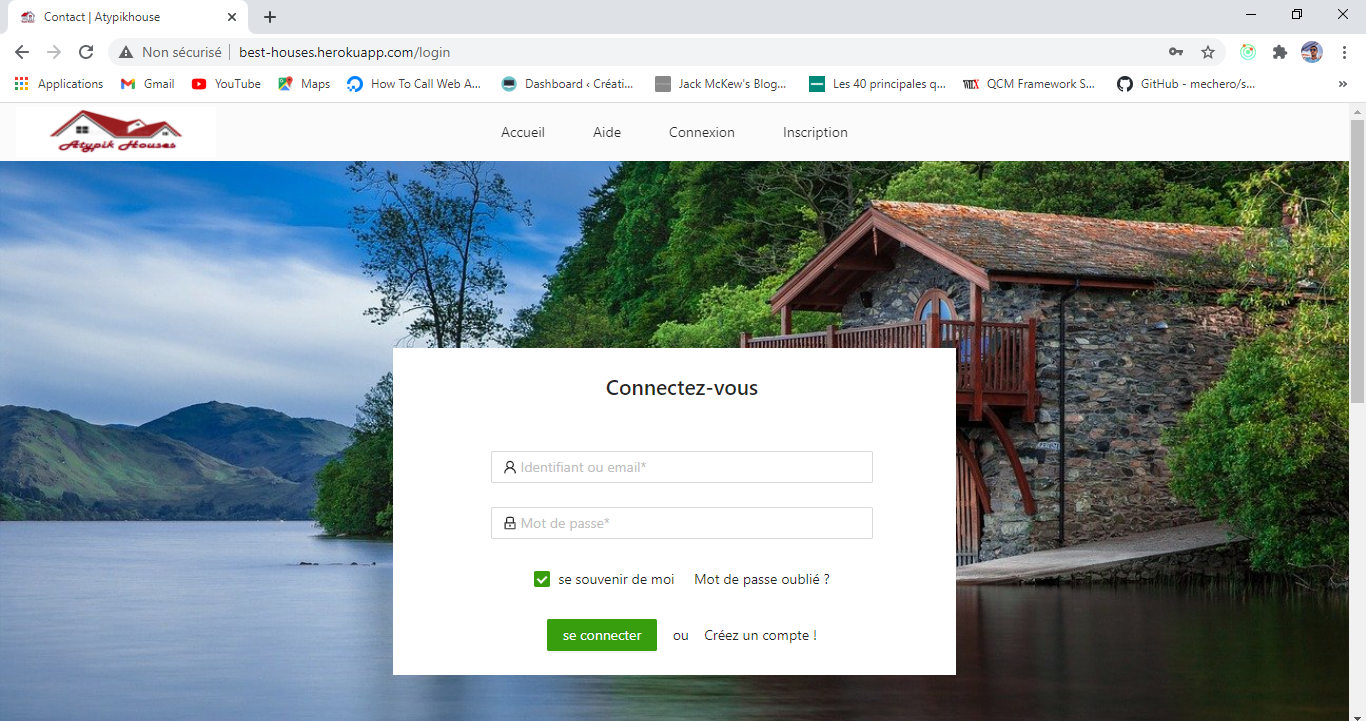 Contact | Atypikhouse
Non sécurisé | best-houses.herokuapp.com/login
Applications Gmail YouTube Maps How To Call Web A... Dashboard ‹ Créati... Jack McKew's Blog... Les 40 principales q... QCM Framework S... GitHub - mechero/s... »
Atypik Houses
Accueil Aide Connexion Inscription
Connectez-vous
Identifiant ou email*
Mot de passe*
se souvenir de moi Mot de passe oublié ?
se connecter ou Créez un compte !